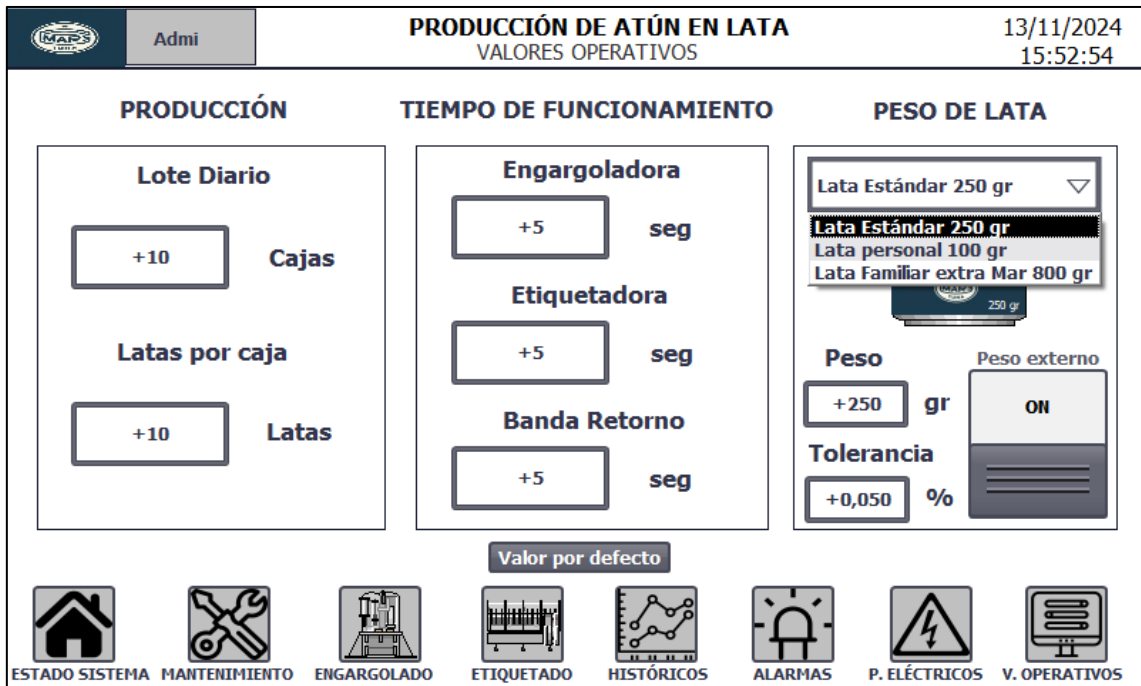 MAR'S
TUNA
Admi
PRODUCCIÓN DE ATÚN EN LATA
VALORES OPERATIVOS
13/11/2024
15:52:54
PRODUCCIÓN
Lote Diario
+10 Cajas
Latas por caja
+10 Latas
TIEMPO DE FUNCIONAMIENTO
Engargoladora
+5 seg
Etiquetadora
+5 seg
Banda Retorno
+5 seg
PESO DE LATA
Lata Estándar 250 gr
Lata Estándar 250 gr
Lata personal 100 gr
Lata Familiar extra Mar 800 gr
250 gr
Peso
+250 gr
Tolerancia
+0,050 %
Peso externo
ON
Valor por defecto
ESTADO SISTEMA
MANTENIMIENTO
ENGARGOLADO
ETIQUETADO
HISTÓRICOS
ALARMAS
P. ELÉCTRICOS
V. OPERATIVOS